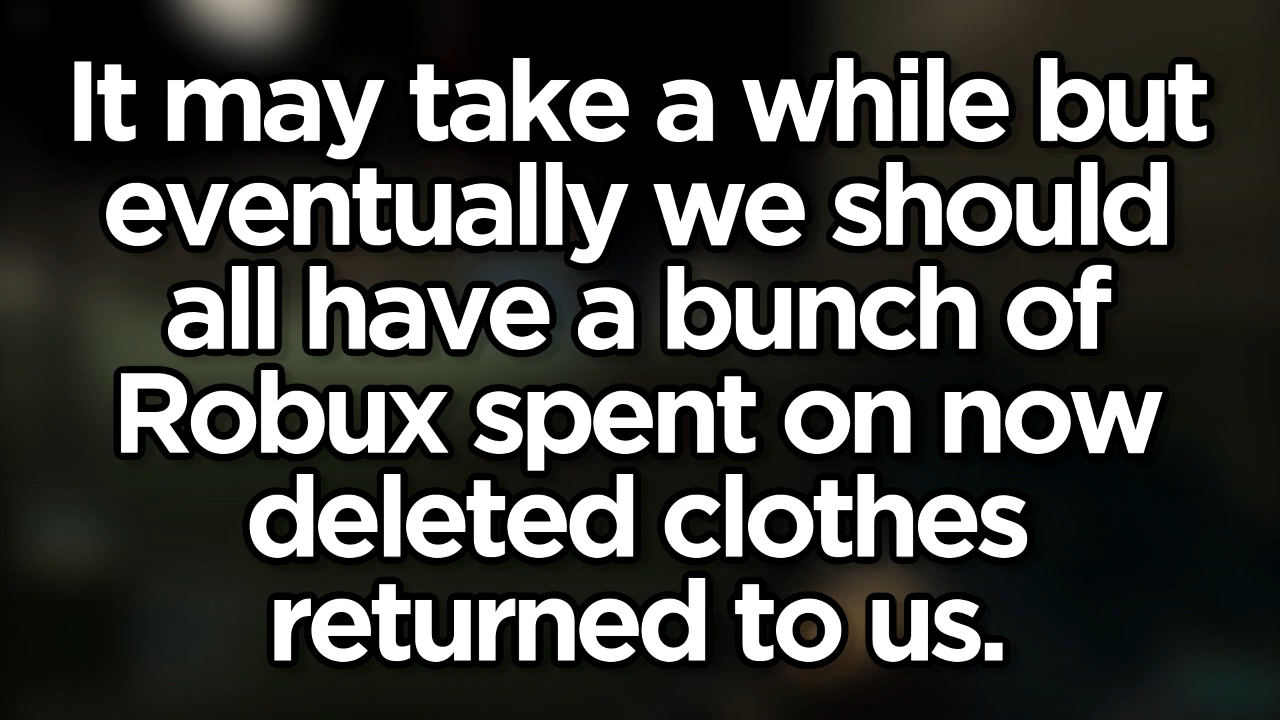 It may take a while but
eventually we should
all have a bunch of
Robux spent on now
deleted clothes
returned to us.